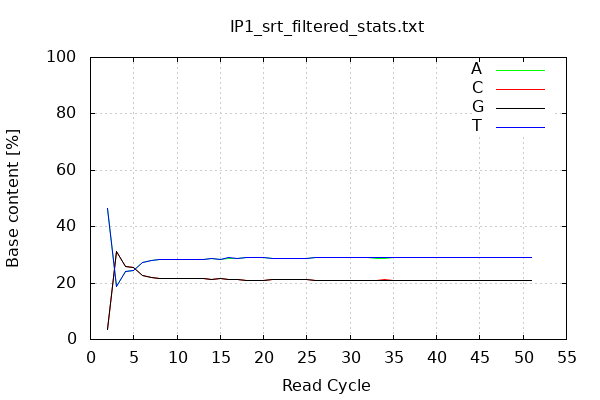 IP1_srt_filtered_stats.txt
Base content [%]
100
80
60
40
20
0
A
C
G
T
0 5 10 15 20 25 30 35 40 45 50 55
Read Cycle